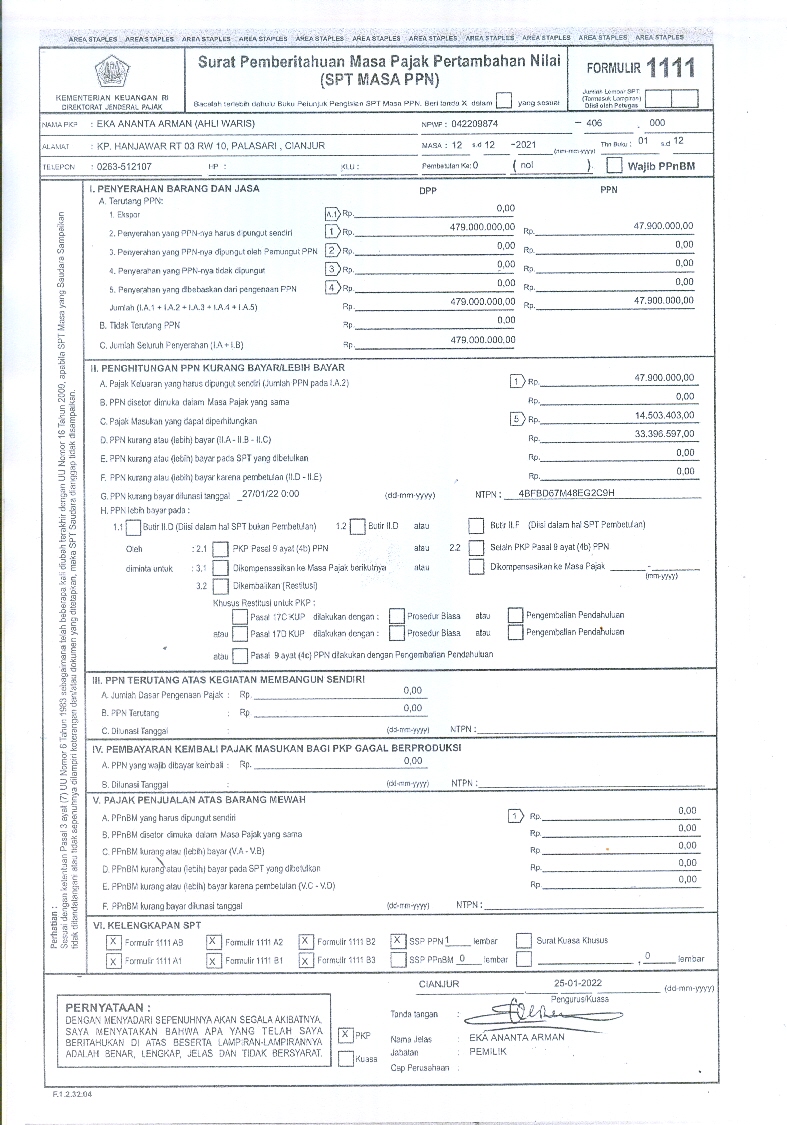 AREA STAPLES AREA STAPLES AREA STAPLES AREA STAPLES AREA STAPLES AREA STAPLES AREA STAPLES AREA STAPLES AREA STAPLES AREA STAPLES AREA STAPLES
KEMENTERIAN KEUANGAN RI
DIREKTORAT JENDERAL PAJAK
Surat Pemberitahuan Masa Pajak Pertambahan Nilai
(SPT MASA PPN)
Bacalah terlebih dahulu Buku Petunjuk Pengisian SPT Masa PPN. Beri tanda X dalam yang sesuai
FORMULIR 1111
Jumlah Lembar SPT:
(Termasuk Lampiran)
Diisi oleh Petugas
NAMA PKP : EKA ANANTA ARMAN (AHLI WARIS) NPWP : 042209874 – 406 . 000
ALAMAT : KP. HANJAWAR RT 03 RW 10, PALASARI , CIANJUR MASA : 12 s.d 12 -2021 (mm-mm-yyyy) Thn Buku : 01 s.d 12
TELEPON : 0263-512107 HP : KLU : Pembetulan Ke: 0 ( nol ). Wajib PPnBM
I. PENYERAHAN BARANG DAN JASA DPP PPN
A. Terutang PPN:
1. Ekspor A.1 Rp. 0,00
2. Penyerahan yang PPN-nya harus dipungut sendiri 1 Rp. 479.000.000,00 Rp. 47.900.000,00
3. Penyerahan yang PPN-nya dipungut oleh Pemungut PPN 2 Rp. 0,00 Rp. 0,00
4. Penyerahan yang PPN-nya tidak dipungut 3 Rp. 0,00 Rp. 0,00
5. Penyerahan yang dibebaskan dari pengenaan PPN 4 Rp. 0,00 Rp. 0,00
Jumlah (I.A.1 + I.A.2 + I.A.3 + I.A.4 + I.A.5) Rp. 479.000.000,00 Rp. 47.900.000,00
B. Tidak Terutang PPN Rp. 0,00
C. Jumlah Seluruh Penyerahan (I.A + I.B) Rp. 479.000.000,00
II. PENGHITUNGAN PPN KURANG BAYAR/LEBIH BAYAR
A. Pajak Keluaran yang harus dipungut sendiri (Jumlah PPN pada I.A.2) 1 Rp. 47.900.000,00
B. PPN disetor dimuka dalam Masa Pajak yang sama Rp. 0,00
C. Pajak Masukan yang dapat diperhitungkan 5 Rp. 14.503.403,00
D. PPN kurang atau (lebih) bayar (II.A - II.B - II.C) Rp. 33.396.597,00
E. PPN kurang atau (lebih) bayar pada SPT yang dibetulkan Rp. 0,00
F. PPN kurang atau (lebih) bayar karena pembetulan (II.D - II.E) Rp. 0,00
G. PPN kurang bayar dilunasi tanggal 27/01/22 0:00 (dd-mm-yyyy) NTPN : 4BFBD67M48EG2C9H
H. PPN lebih bayar pada :
1.1 Butir II.D (Diisi dalam hal SPT bukan Pembetulan) 1.2 Butir II.D atau Butir II.F (Diisi dalam hal SPT Pembetulan)
Oleh : 2.1 PKP Pasal 9 ayat (4b) PPN atau 2.2 Selain PKP Pasal 9 ayat (4b) PPN
diminta untuk : 3.1 Dikompensasikan ke Masa Pajak berikutnya atau Dikompensasikan ke Masa Pajak - (mm-yyyy)
3.2 Dikembalikan (Restitusi)
Khusus Restitusi untuk PKP :
Pasal 17C KUP dilakukan dengan : Prosedur Biasa atau Pengembalian Pendahuluan
atau Pasal 17D KUP dilakukan dengan : Prosedur Biasa atau Pengembalian Pendahuluan
atau Pasal 9 ayat (4c) PPN dilakukan dengan Pengembalian Pendahuluan
III. PPN TERUTANG ATAS KEGIATAN MEMBANGUN SENDIRI
A. Jumlah Dasar Pengenaan Pajak : Rp. 0,00
B. PPN Terutang : Rp 0,00
C. Dilunasi Tanggal : (dd-mm-yyyy) NTPN :
IV. PEMBAYARAN KEMBALI PAJAK MASUKAN BAGI PKP GAGAL BERPRODUKSI
A. PPN yang wajib dibayar kembali : Rp. 0,00
B. Dilunasi Tanggal : (dd-mm-yyyy) NTPN :
V. PAJAK PENJUALAN ATAS BARANG MEWAH
A. PPnBM yang harus dipungut sendiri 1 Rp. 0,00
B. PPnBM disetor dimuka dalam Masa Pajak yang sama Rp. 0,00
C. PPnBM kurang atau (lebih) bayar (V.A - V.B) Rp. 0,00
D. PPnBM kurang atau (lebih) bayar pada SPT yang dibetulkan Rp. 0,00
E. PPnBM kurang atau (lebih) bayar karena pembetulan (V.C - V.D) Rp. 0,00
F. PPnBM kurang bayar dilunasi tanggal (dd-mm-yyyy) NTPN :
VI. KELENGKAPAN SPT
X Formulir 1111 AB X Formulir 1111 A2 X Formulir 1111 B2 X SSP PPN 1 lembar Surat Kuasa Khusus
X Formulir 1111 A1 X Formulir 1111 B1 X Formulir 1111 B3 SSP PPnBM 0 lembar , 0 lembar
Perhatian :
Sesuai dengan ketentuan Pasal 3 ayat (7) UU Nomor 6 Tahun 1983 sebagaimana telah beberapa kali diubah terakhir dengan UU Nomor 16 Tahun 2009, apabila SPT Masa yang Saudara Sampaikan
tidak ditandatangani atau tidak sepenuhnya dilampiri keterangan dan/atau dokumen yang ditetapkan, maka SPT Saudara dianggap tidak disampaikan.
PERNYATAAN :
DENGAN MENYADARI SEPENUHNYA AKAN SEGALA AKIBATNYA,
SAYA MENYATAKAN BAHWA APA YANG TELAH SAYA
BERITAHUKAN DI ATAS BESERTA LAMPIRAN-LAMPIRANNYA
ADALAH BENAR, LENGKAP, JELAS DAN TIDAK BERSYARAT.
X PKP
Kuasa
CIANJUR 25-01-2022 (dd-mm-yyyy)
Pengurus/Kuasa
Tanda tangan :
Nama Jelas : EKA ANANTA ARMAN
Jabatan : PEMILIK
Cap Perusahaan :
F.1.2.32.04